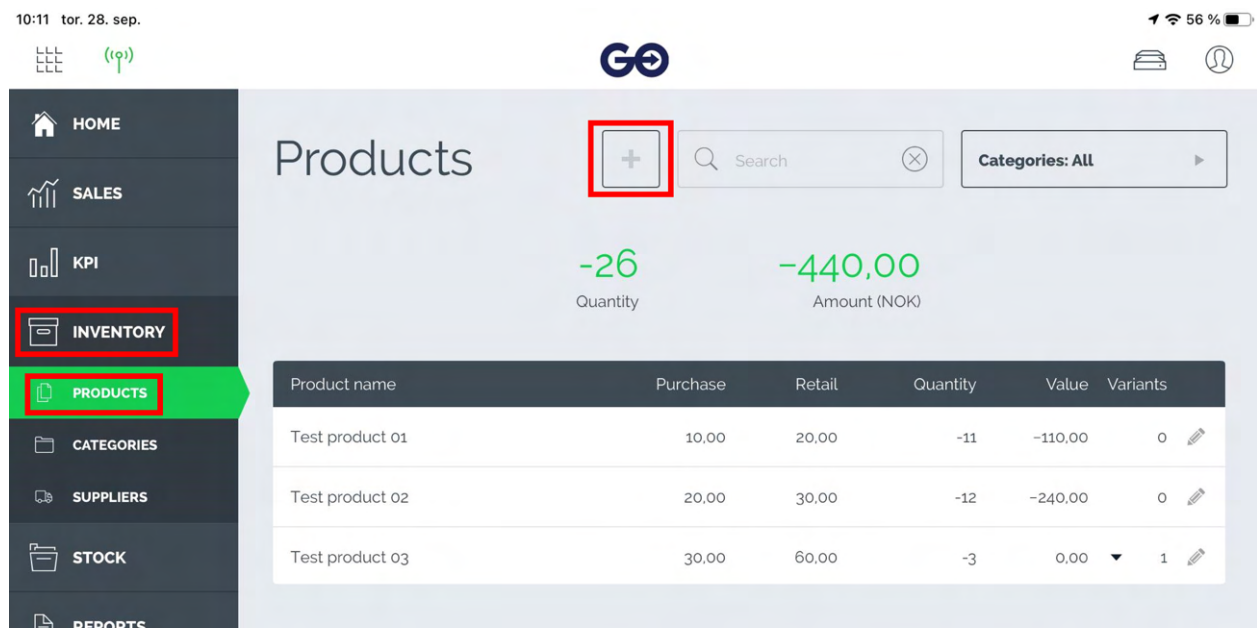 10:11 tor. 28. sep. 56 %
GO
HOME
SALES
KPI
INVENTORY
PRODUCTS
CATEGORIES
SUPPLIERS
STOCK
REPORTS
Products + Search Categories: All
-26 -440,00
Quantity Amount (NOK)
Product name Purchase Retail Quantity Value Variants
Test product 01 10,00 20,00 -11 -110,00 0
Test product 02 20,00 30,00 -12 -240,00 0
Test product 03 30,00 60,00 -3 0,00 1